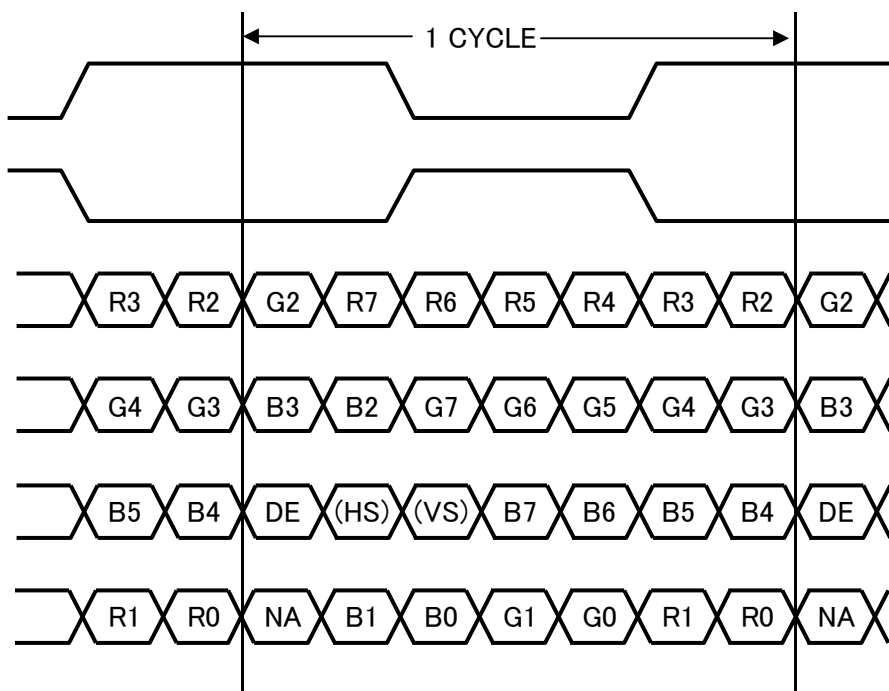 1 CYCLE
R3 R2 G2 R7 R6 R5 R4 R3 R2 G2
G4 G3 B3 B2 G7 G6 G5 G4 G3 B3
B5 B4 DE (HS) (VS) B7 B6 B5 B4 DE
R1 R0 NA B1 B0 G1 G0 R1 R0 NA